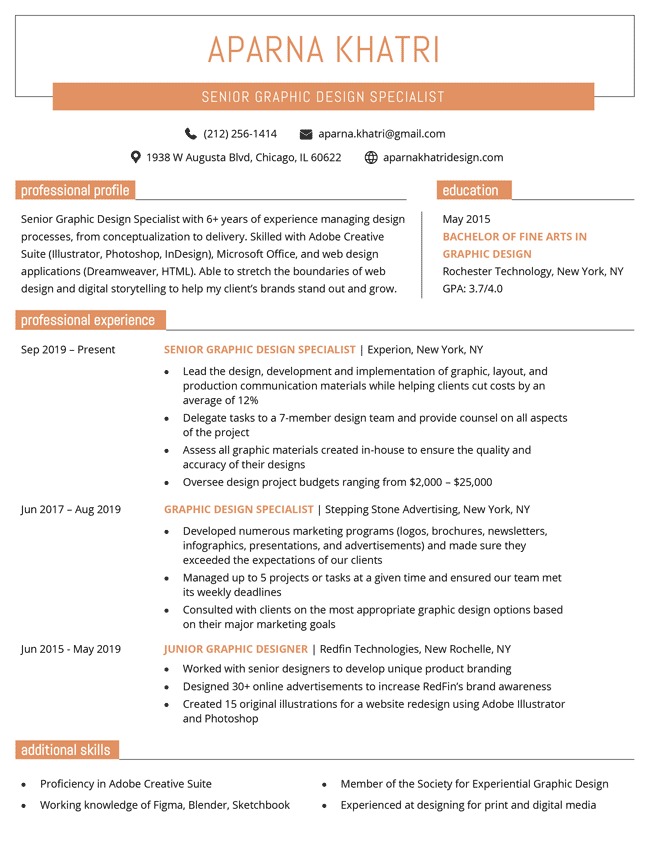 APARNA KHATRI
SENIOR GRAPHIC DESIGN SPECIALIST
(212) 256-1414 aparna.khatri@gmail.com
1938 W Augusta Blvd, Chicago, IL 60622 aparnakhatridesign.com
professional profile
Senior Graphic Design Specialist with 6+ years of experience managing design
processes, from conceptualization to delivery. Skilled with Adobe Creative
Suite (Illustrator, Photoshop, InDesign), Microsoft Office, and web design
applications (Dreamweaver, HTML). Able to stretch the boundaries of web
design and digital storytelling to help my client’s brands stand out and grow.
education
May 2015
BACHELOR OF FINE ARTS IN
GRAPHIC DESIGN
Rochester Technology, New York, NY
GPA: 3.7/4.0
professional experience
Sep 2019 – Present SENIOR GRAPHIC DESIGN SPECIALIST | Experion, New York, NY
• Lead the design, development and implementation of graphic, layout, and
production communication materials while helping clients cut costs by an
average of 12%
• Delegate tasks to a 7-member design team and provide counsel on all aspects
of the project
• Assess all graphic materials created in-house to ensure the quality and
accuracy of their designs
• Oversee design project budgets ranging from $2,000 – $25,000
Jun 2017 – Aug 2019 GRAPHIC DESIGN SPECIALIST | Stepping Stone Advertising, New York, NY
• Developed numerous marketing programs (logos, brochures, newsletters,
infographics, presentations, and advertisements) and made sure they
exceeded the expectations of our clients
• Managed up to 5 projects or tasks at a given time and ensured our team met
its weekly deadlines
• Consulted with clients on the most appropriate graphic design options based
on their major marketing goals
Jun 2015 - May 2019 JUNIOR GRAPHIC DESIGNER | Redfin Technologies, New Rochelle, NY
• Worked with senior designers to develop unique product branding
• Designed 30+ online advertisements to increase RedFin’s brand awareness
• Created 15 original illustrations for a website redesign using Adobe Illustrator
and Photoshop
additional skills
• Proficiency in Adobe Creative Suite
• Working knowledge of Figma, Blender, Sketchbook
• Member of the Society for Experiential Graphic Design
• Experienced at designing for print and digital media